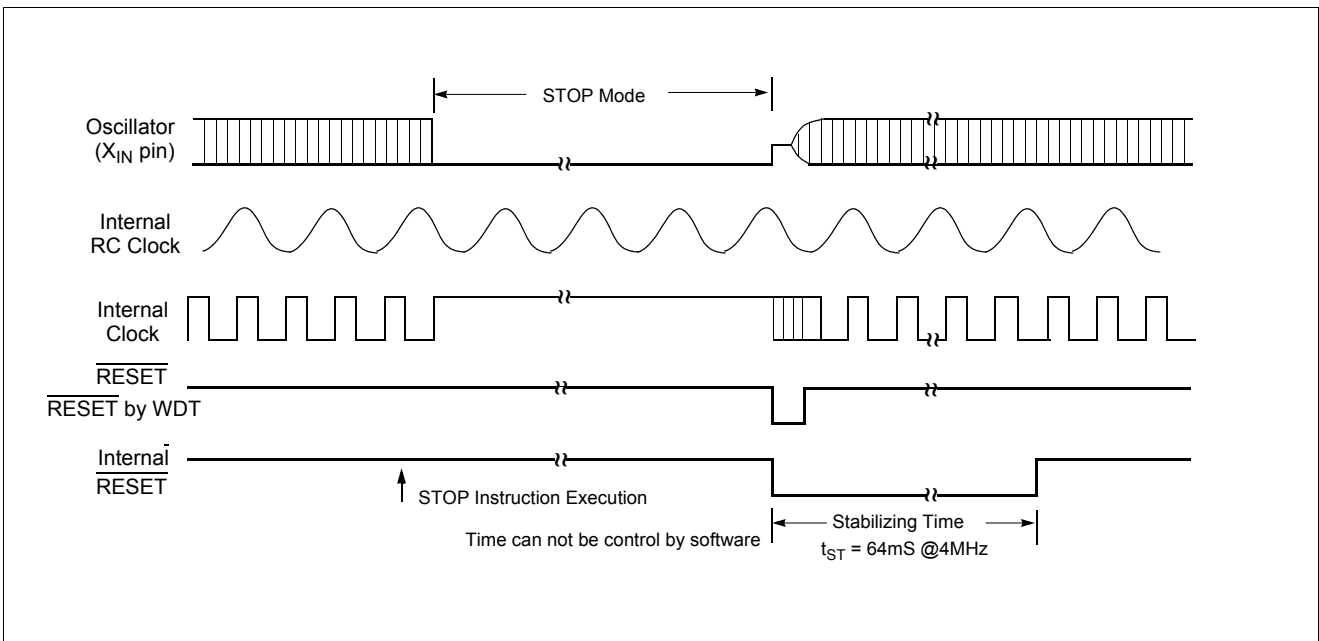 STOP Mode
Oscillator
(XIN pin)
Internal
RC Clock
Internal
Clock
RESET
RESET by WDT
Internal
RESET
STOP Instruction Execution
Time can not be control by software
Stabilizing Time
tST = 64mS @4MHz